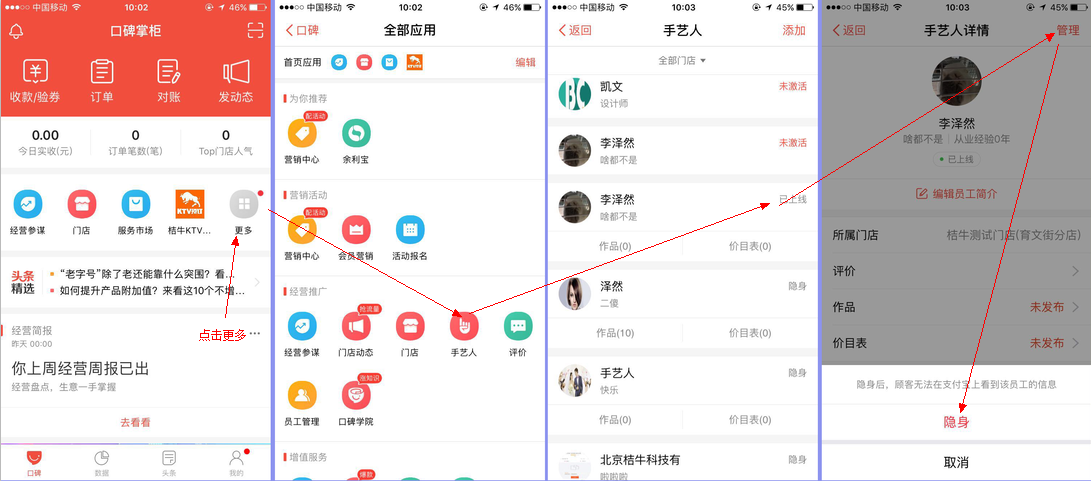 中国移动 10:02 46%
口碑掌柜
收款/验券 订单 对账 发动态
0.00 0 0
今日实收(元) 订单笔数(笔) Top门店人气
KTV
经营参谋 门店 服务市场 桔牛KTV... 更多
头条 “老字号”除了老还能靠什么突围？看...
精选 如何提升产品附加值？来看这10个不增...
点击更多
经营简报
昨天 00:00
你上周经营周报已出
经营盘点，生意一手掌握
去看看
口碑 数据 头条 我的
中国移动 10:02 46%
口碑 全部应用
首页应用 编辑
为你推荐
配活动
营销中心 余利宝
营销活动
配活动
营销中心 会员营销 活动报名
经营推广
抢流量
经营参谋 门店动态 门店 手艺人 评价
涨知识
员工管理 口碑学院
增值服务
爆款
中国移动 10:03 45%
返回 手艺人 添加
全部门店
凯文 未激活
设计师
李泽然 未激活
啥都不是
李泽然 已上线
啥都不是
作品(0) 价目表(0)
泽然 隐身
二傻
作品(10) 价目表(0)
手艺人 隐身
快乐
作品(0) 价目表(0)
北京桔牛科技有 隐身
啦啦啦
中国移动 10:03 45%
返回 手艺人详情 管理
李泽然
啥都不是 从业经验0年
已上线
编辑员工简介
所属门店 桔牛测试门店(育文街分店)
评价
作品 未发布
价目表 未发布
隐身后，顾客无法在支付宝上看到该员工的信息
隐身
取消